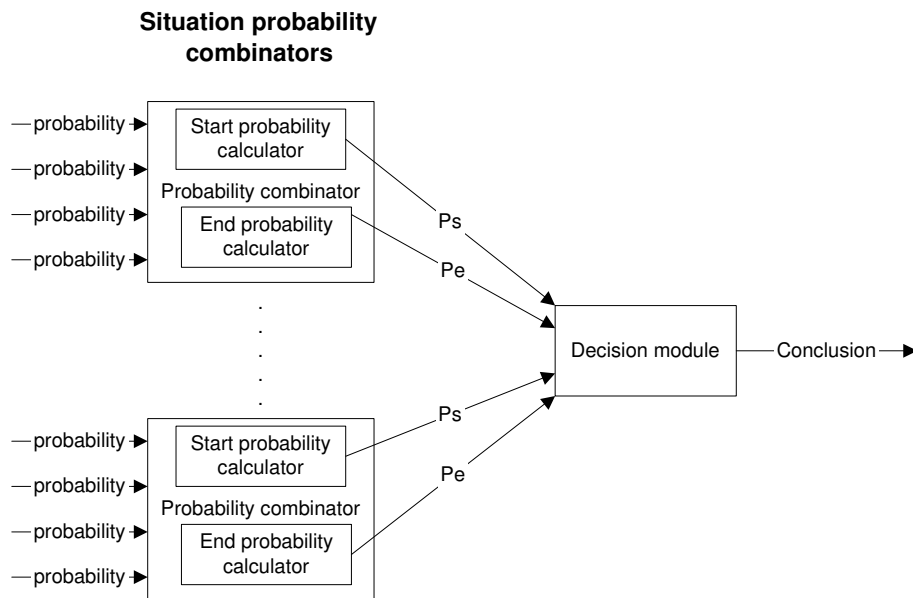 Situation probability
combinators
probability
probability
probability
probability
Start probability
calculator
Probability combinator
End probability
calculator
Ps
Pe
.
.
.
.
.
Decision module
Conclusion
probability
probability
probability
probability
Start probability
calculator
Probability combinator
End probability
calculator
Ps
Pe